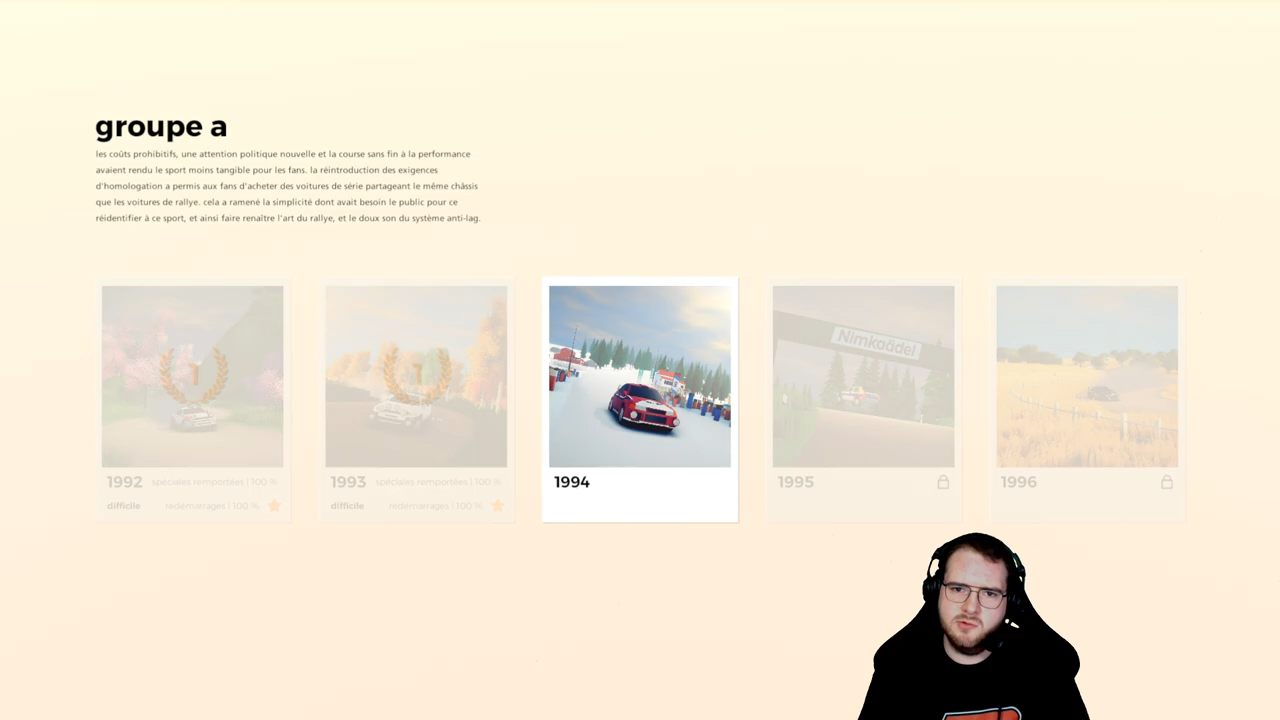 groupe a
les coûts prohibitifs, une attention politique nouvelle et la course sans fin à la performance
avaient rendu le sport moins tangible pour les fans. la réintroduction des exigences
d'homologation a permis aux fans d'acheter des voitures de série partageant le même châssis
que les voitures de rallye. cela a ramené la simplicité dont avait besoin le public pour ce
réidentifier à ce sport, et ainsi faire renaître l'art du rallye, et le doux son du système anti-lag.
1
1
Nimkaädel
1992 spéciales remportées | 100 %
difficile redémarrages | 100 %
1993 spéciales remportées | 100 %
difficile redémarrages | 100 %
1994
1995
1996